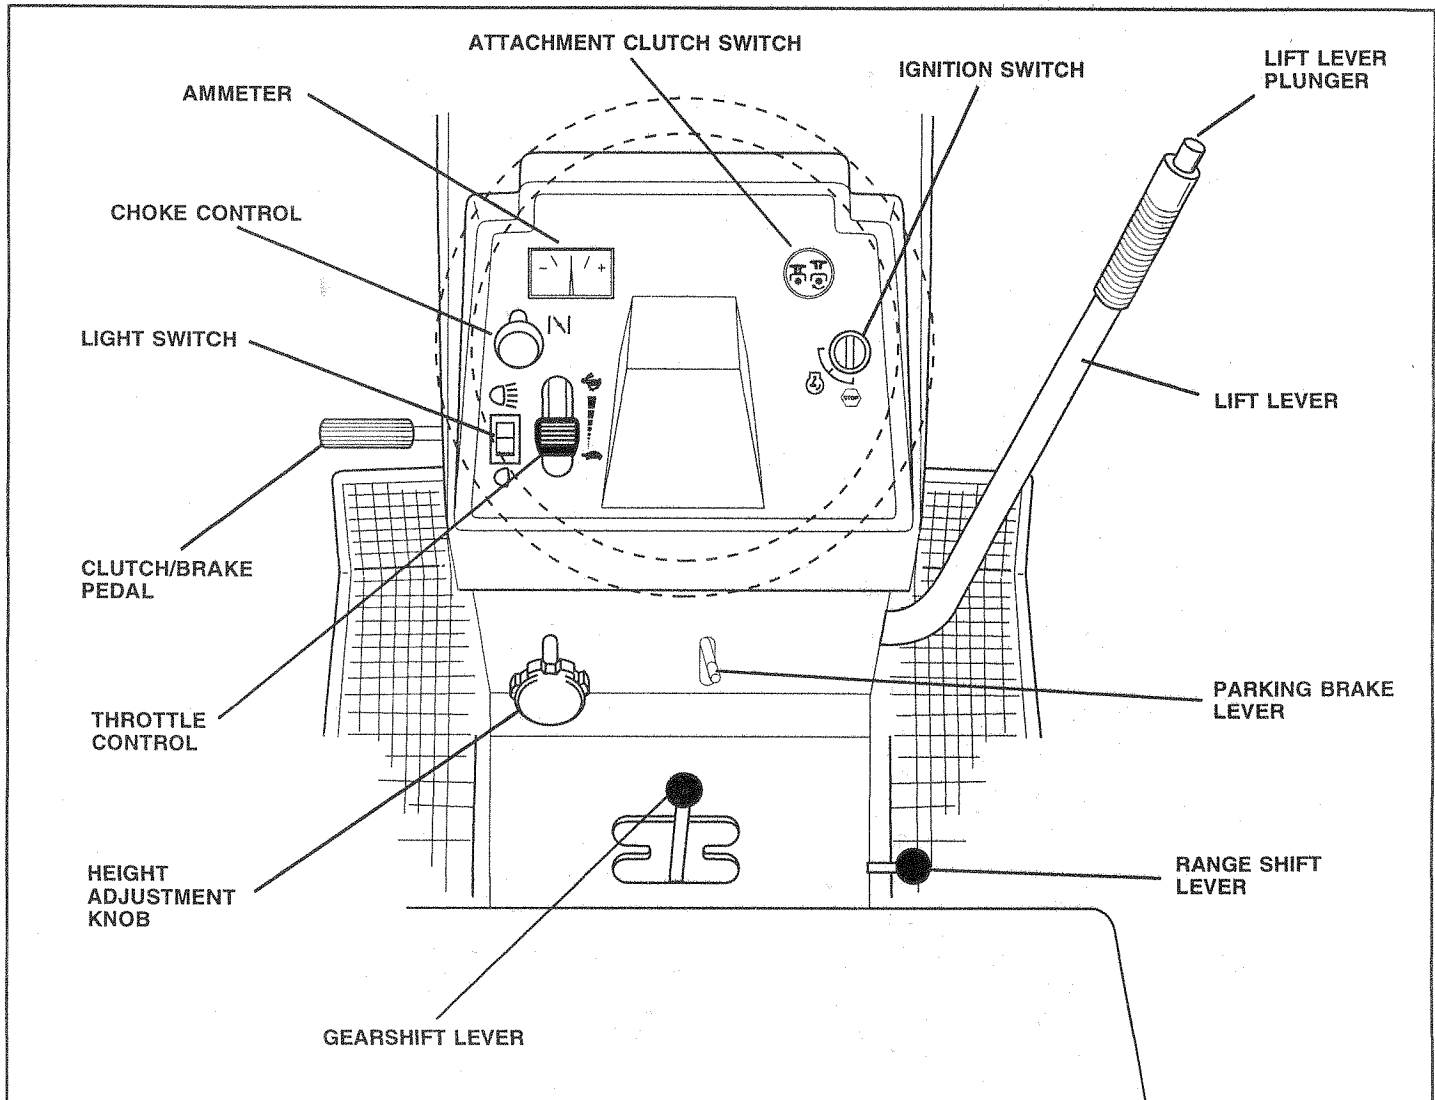 ATTACHMENT CLUTCH SWITCH
IGNITION SWITCH
LIFT LEVER
PLUNGER
AMMETER
CHOKE CONTROL
LIGHT SWITCH
- +
STOP
LIFT LEVER
CLUTCH/BRAKE
PEDAL
THROTTLE
CONTROL
PARKING BRAKE
LEVER
HEIGHT
ADJUSTMENT
KNOB
RANGE SHIFT
LEVER
GEARSHIFT LEVER